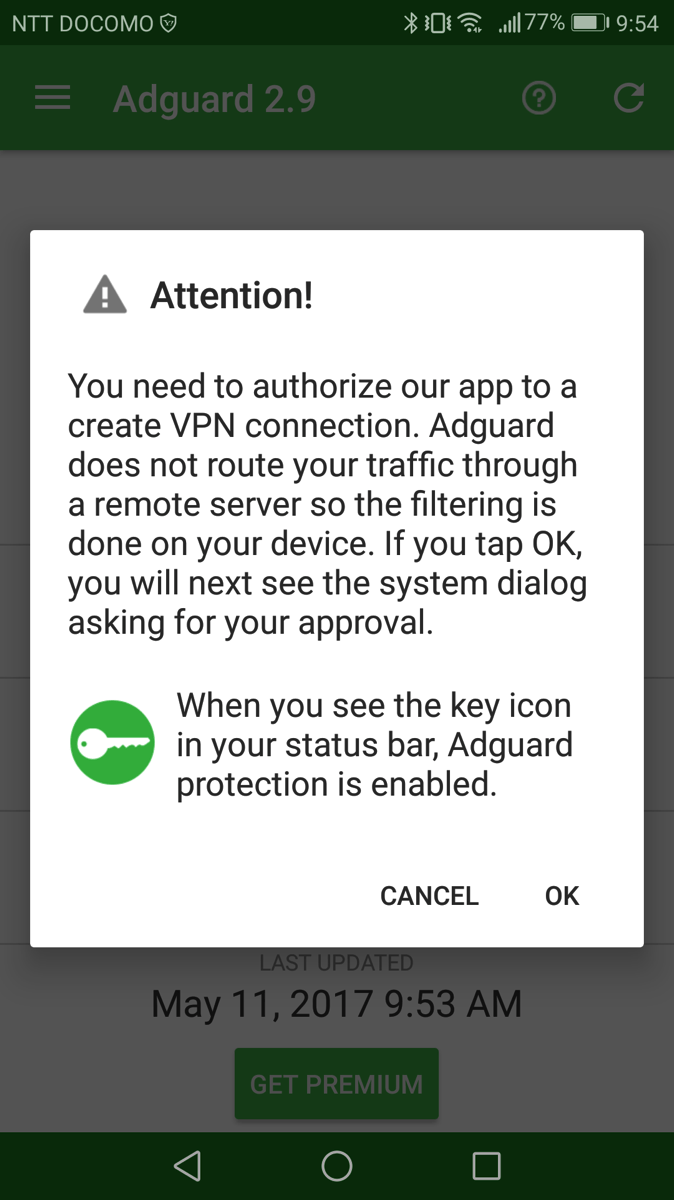 NTT DOCOMO 77% 9:54
Adguard 2.9
Attention!
You need to authorize our app to a
create VPN connection. Adguard
does not route your traffic through
a remote server so the filtering is
done on your device. If you tap OK,
you will next see the system dialog
asking for your approval.
When you see the key icon
in your status bar, Adguard
protection is enabled.
CANCEL OK
LAST UPDATED
May 11, 2017 9:53 AM
GET PREMIUM